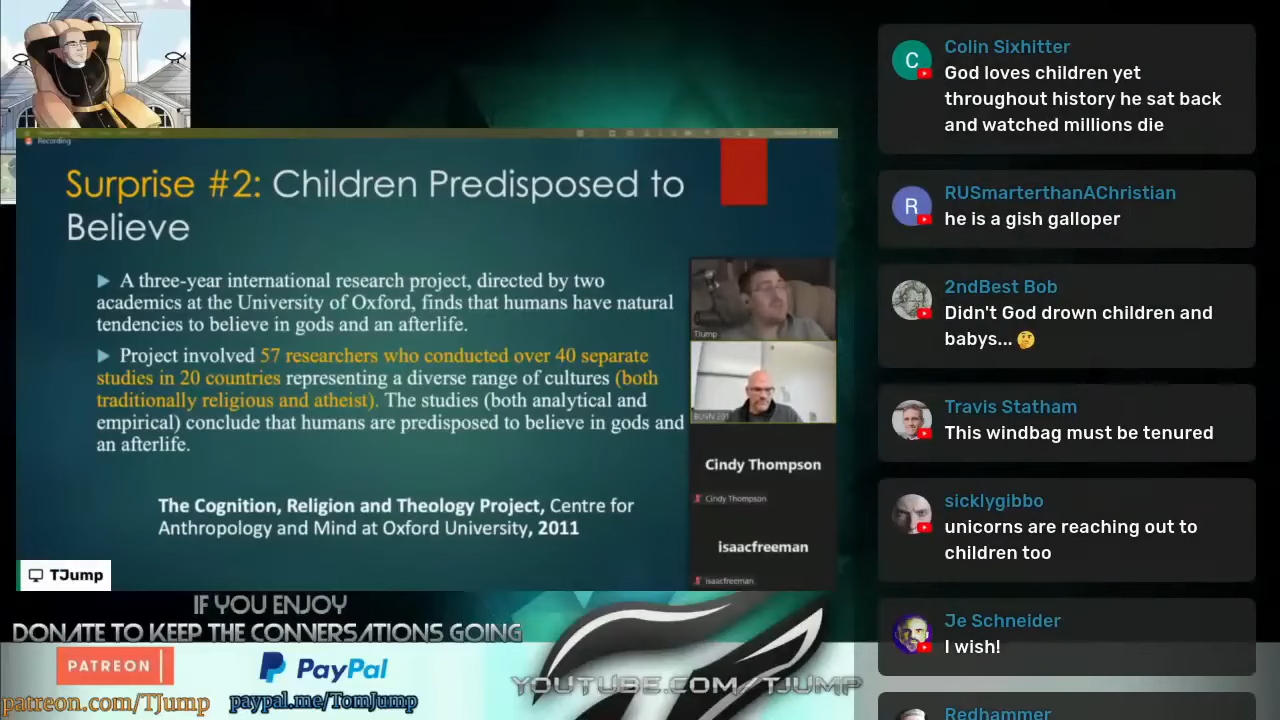 Recording
Surprise #2: Children Predisposed to
Believe
A three-year international research project, directed by two
academics at the University of Oxford, finds that humans have natural
tendencies to believe in gods and an afterlife.
Project involved 57 researchers who conducted over 40 separate
studies in 20 countries representing a diverse range of cultures (both
traditionally religious and atheist). The studies (both analytical and
empirical) conclude that humans are predisposed to believe in gods and
an afterlife.
The Cognition, Religion and Theology Project, Centre for
Anthropology and Mind at Oxford University, 2011
TJump
Cindy Thompson
Cindy Thompson
isaacfreeman
isaacfreeman
TJump
IF YOU ENJOY
DONATE TO KEEP THE CONVERSATIONS GOING
PATREON
PayPal
patreon.com/TJump
paypal.me/TomJump
YOUTUBE.COM/TJUMP
Colin Sixhitter
God loves children yet
throughout history he sat back
and watched millions die
RUSmarterthanAChristian
he is a gish galloper
2ndBest Bob
Didn't God drown children and
babys... 🤔
Travis Statham
This windbag must be tenured
sicklygibbo
unicorns are reaching out to
children too
Je Schneider
I wish!
Redhammer